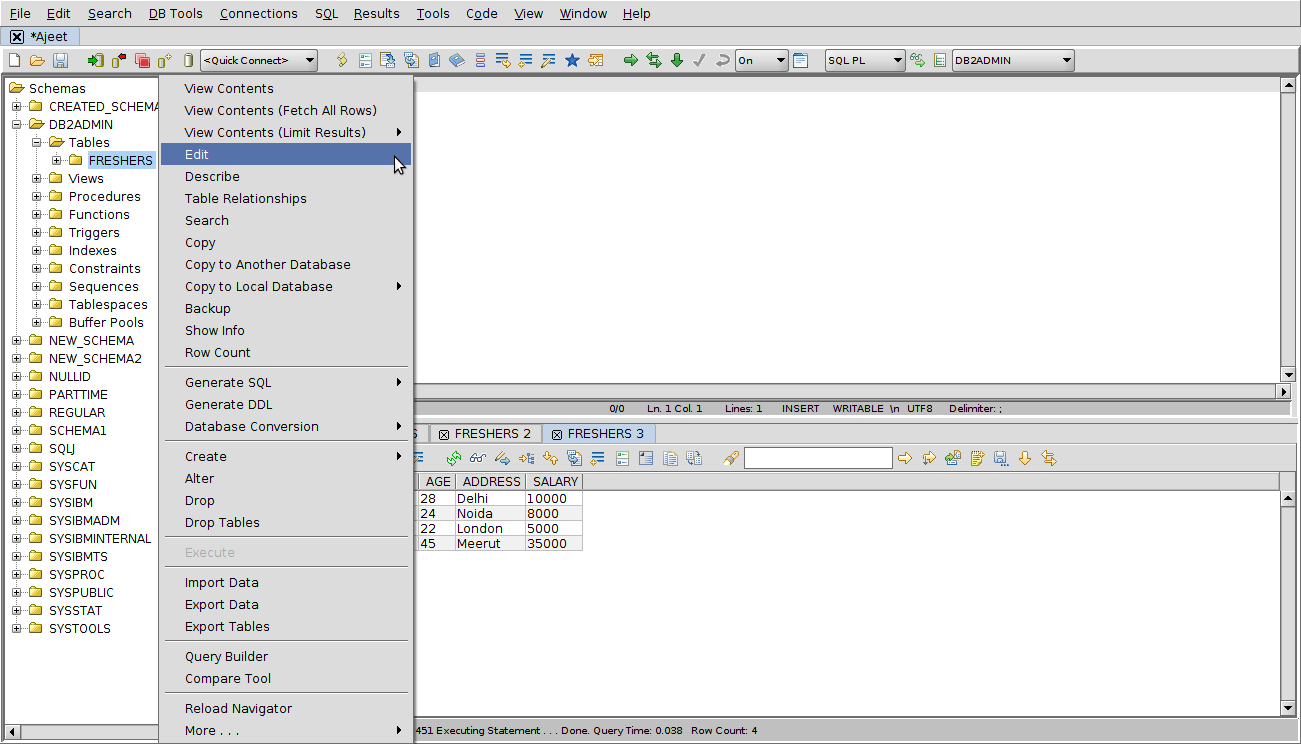 File Edit Search DB Tools Connections SQL Results Tools Code View Window Help
*Ajeet
<Quick Connect> On SQL PL DB2ADMIN
Schemas
CREATED_SCHEMA
DB2ADMIN
Tables
FRESHERS
Views
Procedures
Functions
Triggers
Indexes
Constraints
Sequences
Tablespaces
Buffer Pools
NEW_SCHEMA
NEW_SCHEMA2
NULLID
PARTTIME
REGULAR
SCHEMA1
SQLJ
SYSCAT
SYSFUN
SYSIBM
SYSIBMADM
SYSIBMINTERNAL
SYSIBMTS
SYSPROC
SYSPUBLIC
SYSSTAT
SYSTOOLS
View Contents
View Contents (Fetch All Rows)
View Contents (Limit Results)
Edit
Describe
Table Relationships
Search
Copy
Copy to Another Database
Copy to Local Database
Backup
Show Info
Row Count
Generate SQL
Generate DDL
Database Conversion
Create
Alter
Drop
Drop Tables
Execute
Import Data
Export Data
Export Tables
Query Builder
Compare Tool
Reload Navigator
More . . .
0/0 Ln. 1 Col. 1 Lines: 1 INSERT WRITABLE \n UTF8 Delimiter: ;
FRESHERS 2 FRESHERS 3
AGE ADDRESS SALARY
28 Delhi 10000
24 Noida 8000
22 London 5000
45 Meerut 35000
451 Executing Statement . . . Done. Query Time: 0.038 Row Count: 4